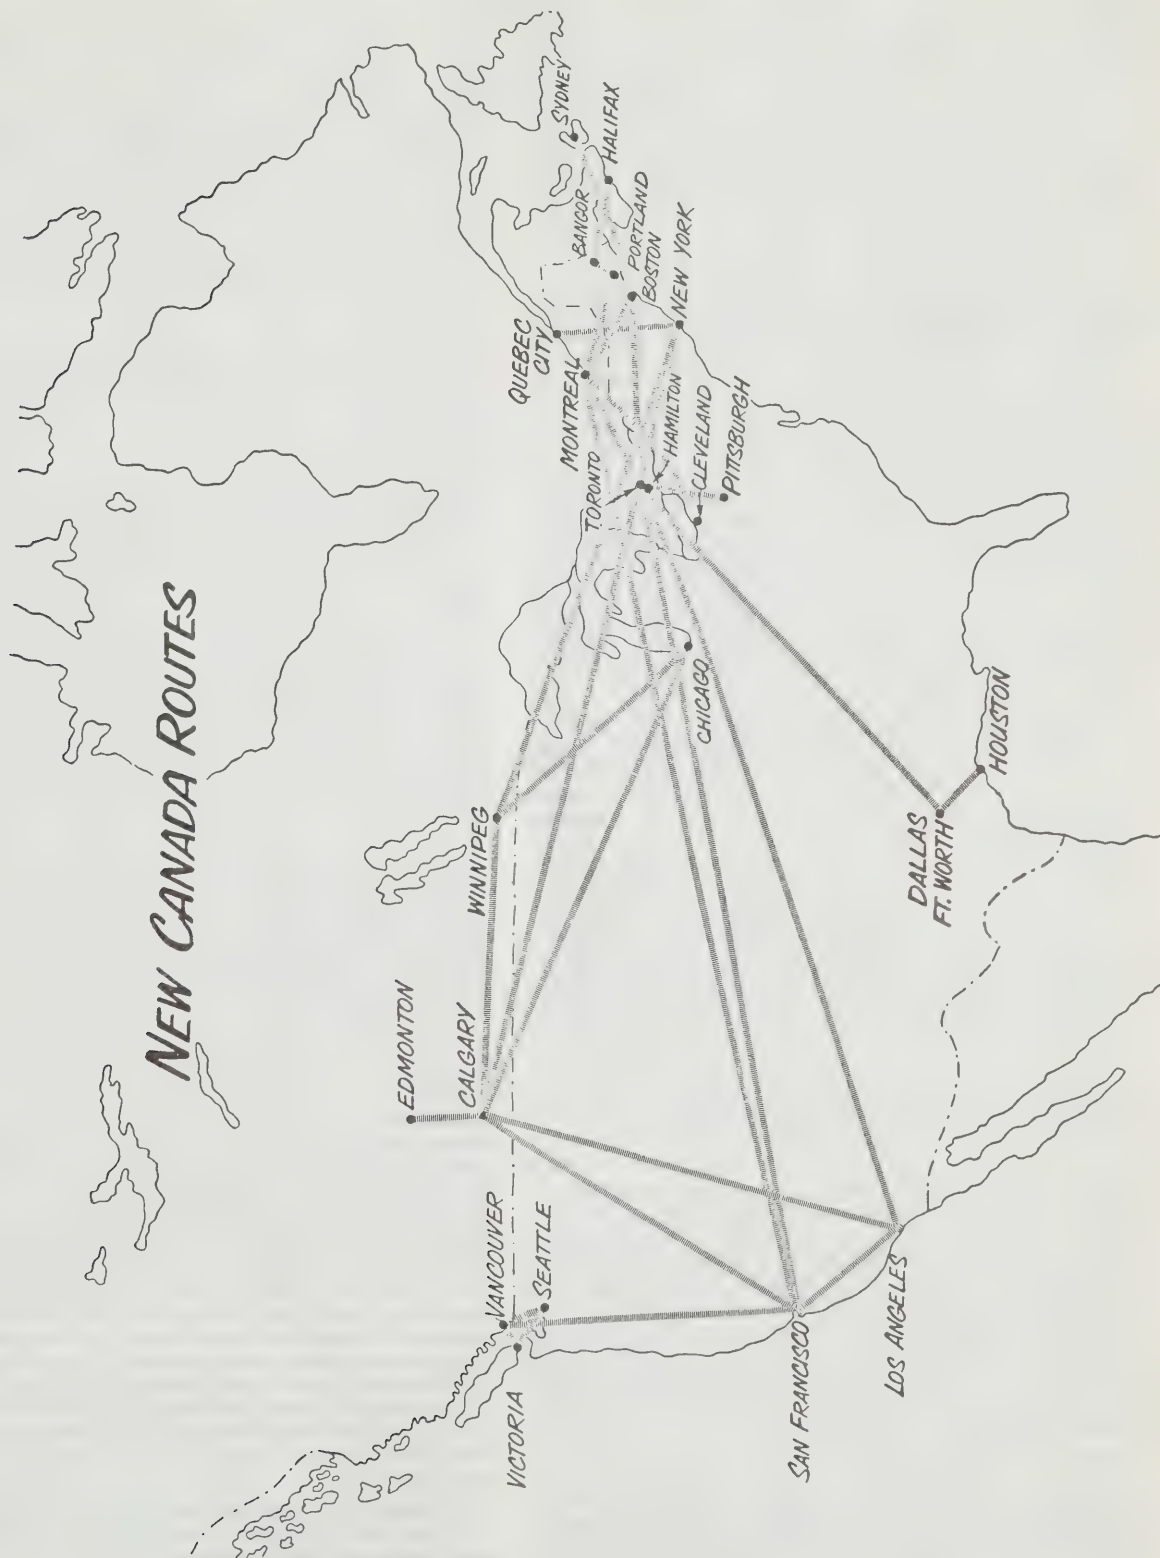 NEW CANADA ROUTES
EDMONTON
CALGARY
WINNIPEG
VANCOUVER
SEATTLE
VICTORIA
SAN FRANCISCO
LOS ANGELES
DALLAS
FT. WORTH
HOUSTON
CHICAGO
TORONTO
HAMILTON
CLEVELAND
PITTSBURGH
MONTREAL
QUEBEC
CITY
NEW YORK
BOSTON
PORTLAND
BANGOR
HALIFAX
SYDNEY